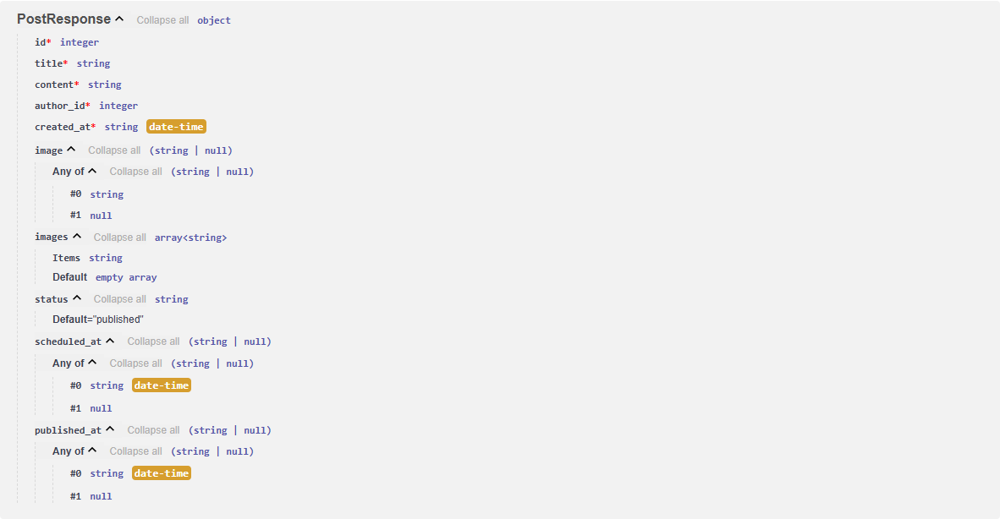 PostResponse Collapse all object
id* integer
title* string
content* string
author_id* integer
created_at* string date-time
image Collapse all (string | null)
Any of Collapse all (string | null)
#0 string
#1 null
images Collapse all array<string>
Items string
Default empty array
status Collapse all string
Default="published"
scheduled_at Collapse all (string | null)
Any of Collapse all (string | null)
#0 string date-time
#1 null
published_at Collapse all (string | null)
Any of Collapse all (string | null)
#0 string date-time
#1 null